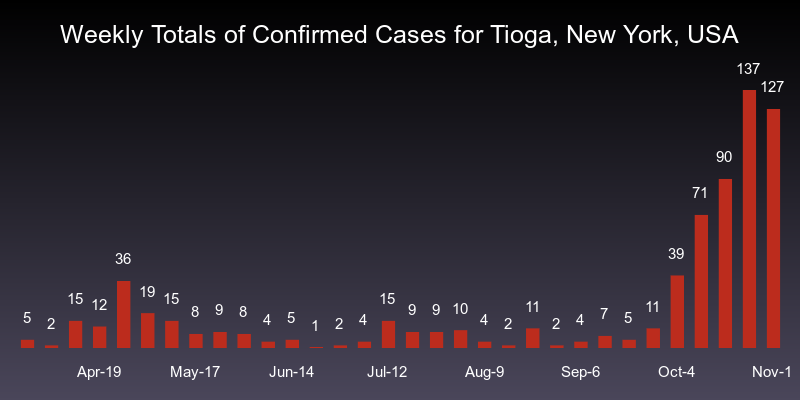 Weekly Totals of Confirmed Cases for Tioga, New York, USA
5 2 15 12 36 19 15 8 9 8 4 5 1 2 4 15 9 9 10 4 2 11 2 4 7 5 11 39 71 90 137 127
Apr-19 May-17 Jun-14 Jul-12 Aug-9 Sep-6 Oct-4 Nov-1